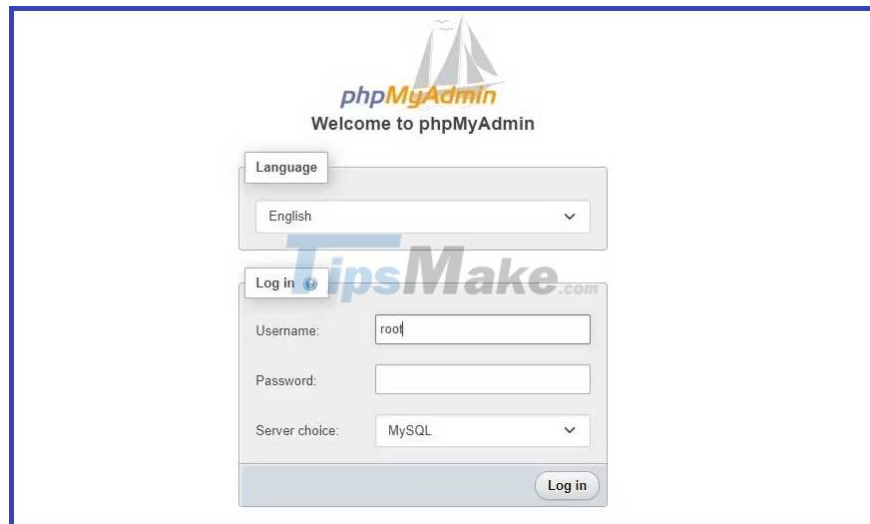 phpMyAdmin
Welcome to phpMyAdmin
Language
English
TipsMake.com
Log in
Username: root
Password:
Server choice: MySQL
Log in